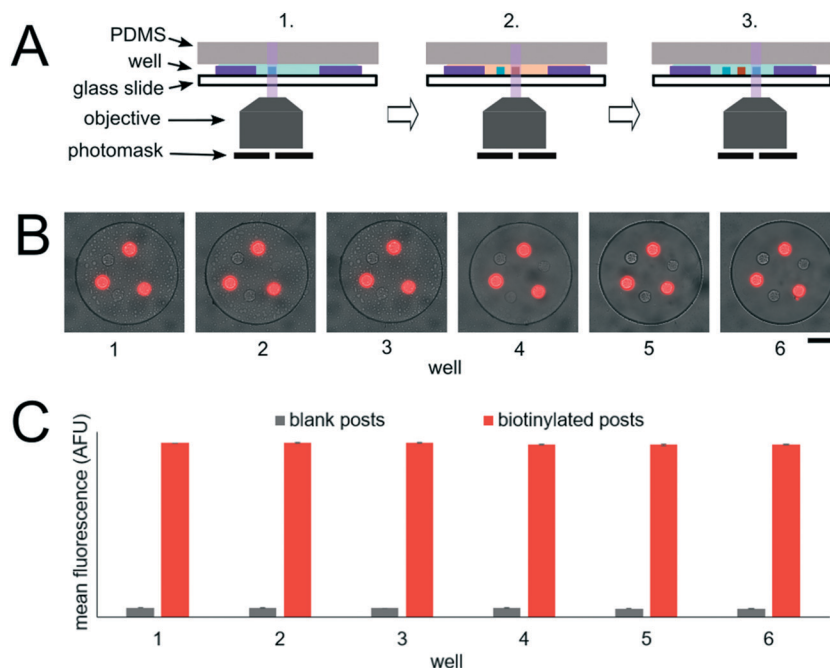 A
1.
2.
3.
PDMS
well
glass slide
objective
photomask
B
1
2
3
4
5
6
well
C
blank posts
biotinylated posts
mean fluorescence (AFU)
1
2
3
4
5
6
well